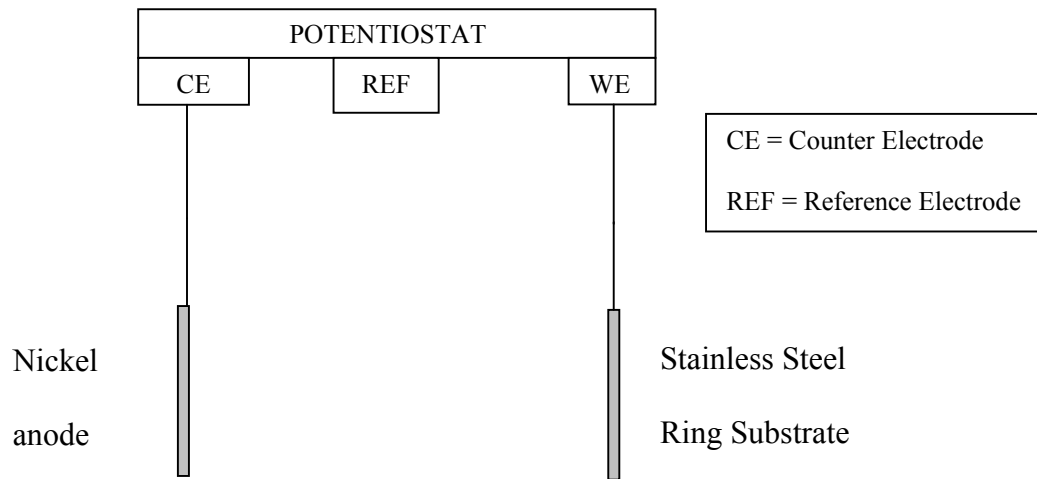 POTENTIOSTAT
CE
REF
WE
CE = Counter Electrode
REF = Reference Electrode
Nickel
anode
Stainless Steel
Ring Substrate